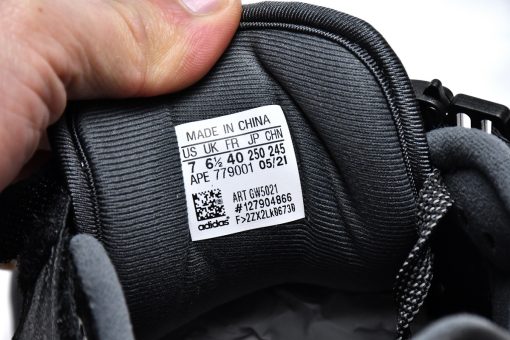 MADE IN CHINA
US UK FR JP CHN
7 6½ 40 250 245
APE 779001 05/21
ART GW5021
#127904866
F>2ZX2LK06730
adidas